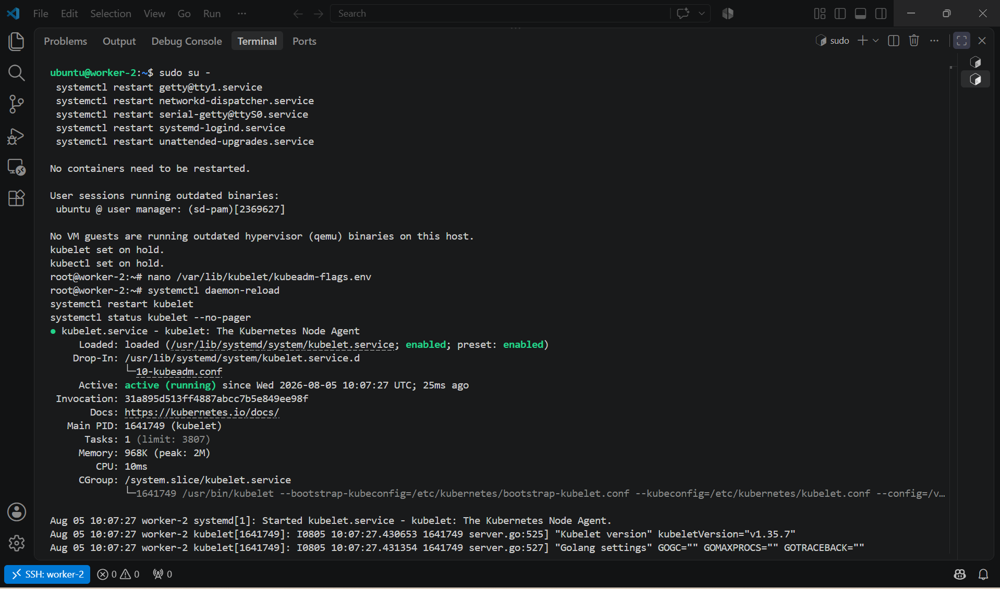 File Edit Selection View Go Run ··· Search
Problems Output Debug Console Terminal Ports sudo
ubuntu@worker-2:~$ sudo su -
systemctl restart getty@tty1.service
systemctl restart networkd-dispatcher.service
systemctl restart serial-getty@ttyS0.service
systemctl restart systemd-logind.service
systemctl restart unattended-upgrades.service
No containers need to be restarted.
User sessions running outdated binaries:
ubuntu @ user manager: (sd-pam)[2369627]
No VM guests are running outdated hypervisor (qemu) binaries on this host.
kubelet set on hold.
kubectl set on hold.
root@worker-2:~# nano /var/lib/kubelet/kubeadm-flags.env
root@worker-2:~# systemctl daemon-reload
systemctl restart kubelet
systemctl status kubelet --no-pager
● kubelet.service - kubelet: The Kubernetes Node Agent
Loaded: loaded (/usr/lib/systemd/system/kubelet.service; enabled; preset: enabled)
Drop-In: /usr/lib/systemd/system/kubelet.service.d
└─10-kubeadm.conf
Active: active (running) since Wed 2026-08-05 10:07:27 UTC; 25ms ago
Invocation: 31a895d513ff4887abcc7b5e849ee98f
Docs: https://kubernetes.io/docs/
Main PID: 1641749 (kubelet)
Tasks: 1 (limit: 3807)
Memory: 968K (peak: 2M)
CPU: 10ms
CGroup: /system.slice/kubelet.service
└─1641749 /usr/bin/kubelet --bootstrap-kubeconfig=/etc/kubernetes/bootstrap-kubelet.conf --kubeconfig=/etc/kubernetes/kubelet.conf --config=/v…
Aug 05 10:07:27 worker-2 systemd[1]: Started kubelet.service - kubelet: The Kubernetes Node Agent.
Aug 05 10:07:27 worker-2 kubelet[1641749]: I0805 10:07:27.430653 1641749 server.go:525] "Kubelet version" kubeletVersion="v1.35.7"
Aug 05 10:07:27 worker-2 kubelet[1641749]: I0805 10:07:27.431354 1641749 server.go:527] "Golang settings" GOGC="" GOMAXPROCS="" GOTRACEBACK=""
SSH: worker-2 0 0 0